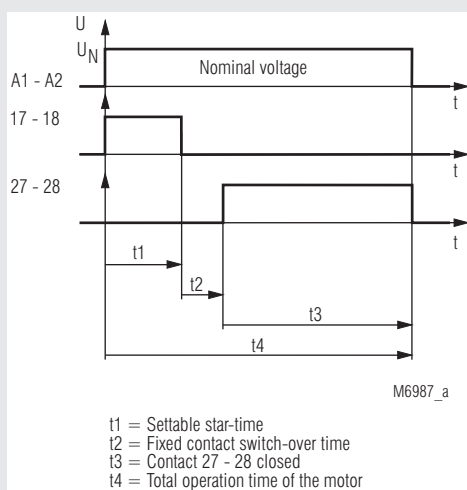 U
U_N
Nominal voltage
A1 - A2
t
17 - 18
t
27 - 28
t
t1
t2
t3
t4
M6987_a
t1 = Settable star-time
t2 = Fixed contact switch-over time
t3 = Contact 27 - 28 closed
t4 = Total operation time of the motor